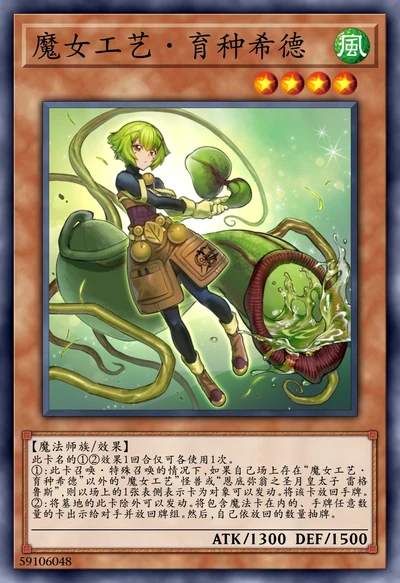 魔女工艺·育种希德
風
【魔法师族/效果】
此卡名的①②效果1回合仅可各使用1次。
①:此卡召唤·特殊召唤的情况下,如果自己场上存在“魔女工艺·
育种希德”以外的“魔女工艺”怪兽或“恩底弥翁之圣月皇太子 雷格
鲁斯”,则以场上的1张表侧表示卡为对象可以发动。将该卡放回手牌。
②:将墓地的此卡除外可以发动。将包含魔法卡在内的、手牌任意数
量的卡出示给对手并放回牌组。然后,自己依放回的数量抽牌。
ATK/1300 DEF/1500
59106048